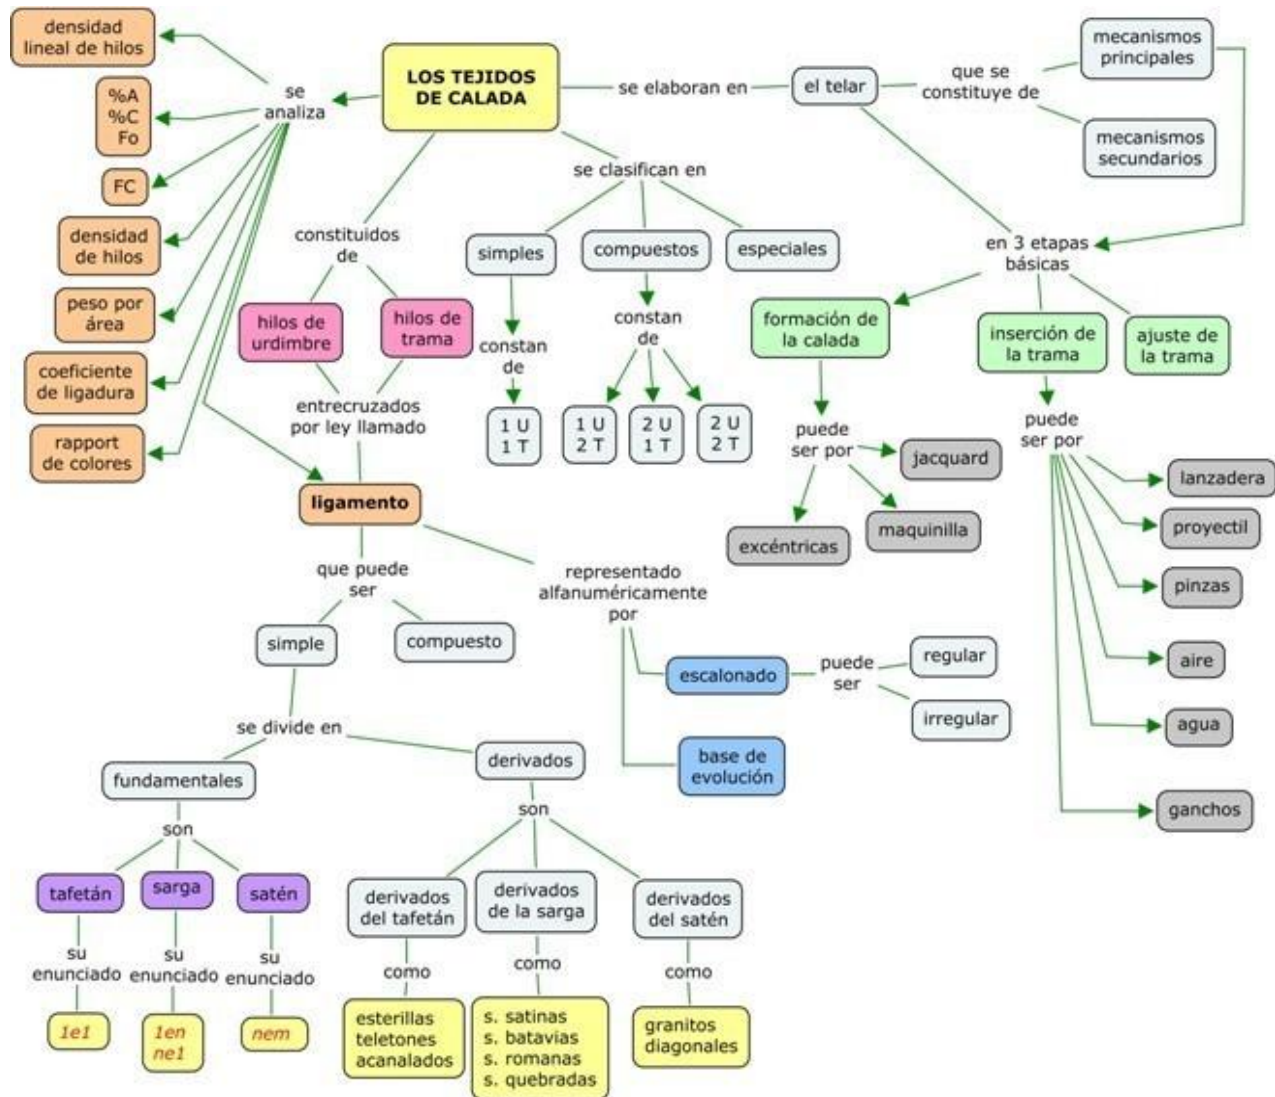 densidad
lineal de hilos
%A
%C
Fo
FC
densidad
de hilos
peso por
área
coeficiente
de ligadura
rapport
de colores
se
analiza
LOS TEJIDOS
DE CALADA
se elaboran en
el telar
que se
constituye de
mecanismos
principales
mecanismos
secundarios
se clasifican en
simples
compuestos
especiales
constan
de
1 U
1 T
constan
de
1 U
2 T
2 U
1 T
2 U
2 T
en 3 etapas
básicas
formación de
la calada
inserción de
la trama
ajuste de
la trama
puede
ser por
jacquard
maquinilla
excéntricas
puede
ser por
lanzadera
proyectil
pinzas
aire
agua
ganchos
constituidos
de
hilos de
urdimbre
hilos de
trama
entrecruzados
por ley llamado
ligamento
que puede
ser
simple
compuesto
representado
alfanuméricamente
por
escalonado
puede
ser
regular
irregular
base de
evolución
se divide en
fundamentales
son
tafetán
sarga
satén
su
enunciado
su
enunciado
su
enunciado
1e1
1en
ne1
nem
derivados
son
derivados
del tafetán
derivados
de la sarga
derivados
del satén
como
como
como
esterillas
teletones
acanalados
s. satinas
s. batavias
s. romanas
s. quebradas
granitos
diagonales